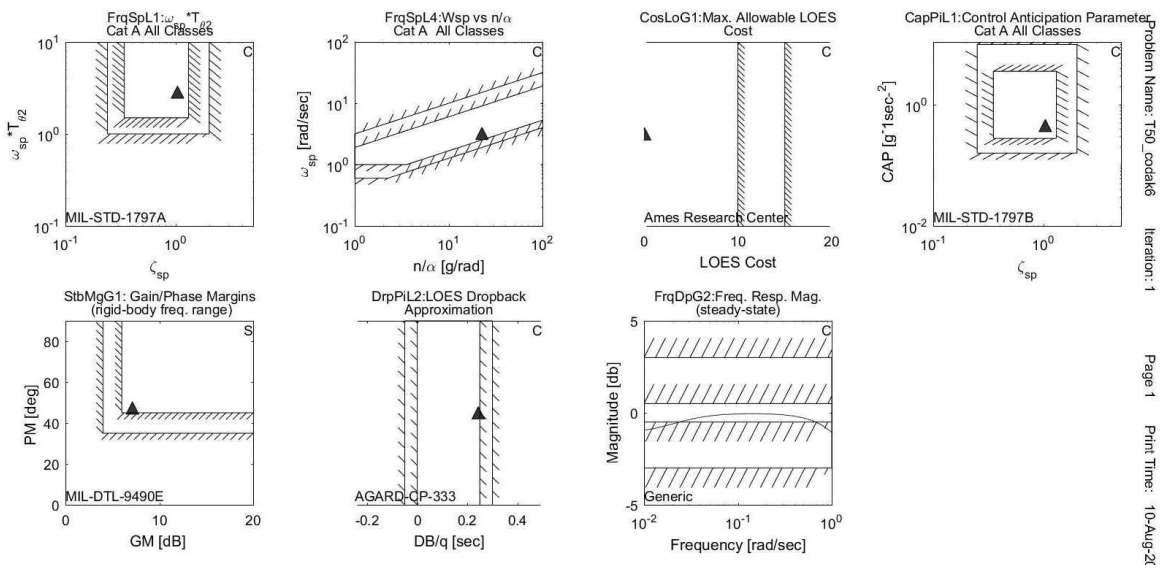 FrqSpL1:ω_sp*T_θ2
Cat A All Classes
C
10^1
10^0
10^-1
ω_sp*T_θ2
MIL-STD-1797A
10^-1
10^0
ζ_sp
FrqSpL4:Wsp vs n/α
Cat A All Classes
C
10^2
10^1
10^0
10^-1
ω_sp [rad/sec]
10^0
10^1
10^2
n/α [g/rad]
CosLoG1:Max. Allowable LOES
Cost
C
Ames Research Center
0
10
20
LOES Cost
CapPiL1:Control Anticipation Parameter
Cat A All Classes
C
10^0
10^-2
CAP [g^-1sec^-2]
MIL-STD-1797B
10^-1
10^0
ζ_sp
StbMgG1: Gain/Phase Margins
(rigid-body freq. range)
S
80
60
40
20
0
PM [deg]
MIL-DTL-9490E
0
10
20
GM [dB]
DrpPiL2:LOES Dropback
Approximation
C
AGARD-CP-333
-0.2
0
0.2
0.4
DB/q [sec]
FrqDpG2:Freq. Resp. Mag.
(steady-state)
C
5
0
-5
Magnitude [db]
Generic
10^-2
10^-1
10^0
Frequency [rad/sec]
Problem Name: T50_codak6 Iteration: 1 Page 1 Print Time: 10-Aug-20